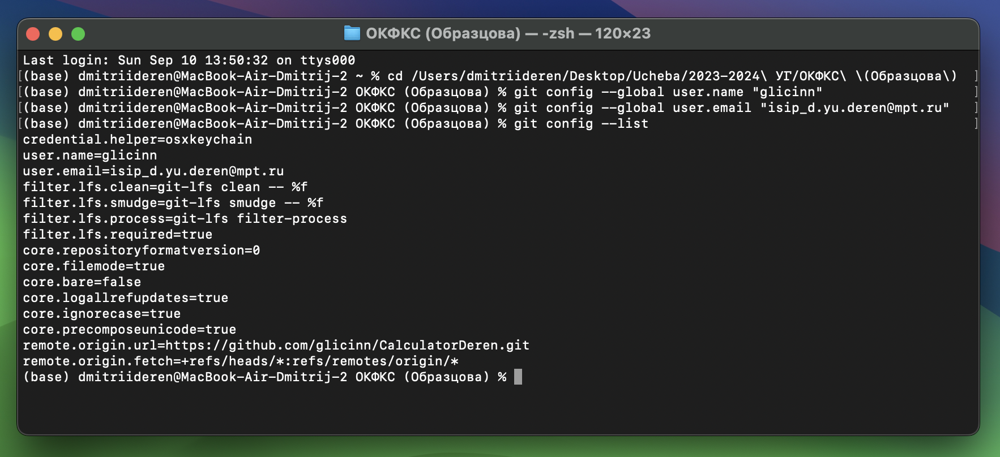 ОКФКС (Образцова) — -zsh — 120×23
Last login: Sun Sep 10 13:50:32 on ttys000
[(base) dmitriideren@MacBook-Air-Dmitrij-2 ~ % cd /Users/dmitriideren/Desktop/Ucheba/2023-2024\ УГ/ОКФКС\ \(Образцова\) ]
[(base) dmitriideren@MacBook-Air-Dmitrij-2 ОКФКС (Образцова) % git config --global user.name "glicinn" ]
[(base) dmitriideren@MacBook-Air-Dmitrij-2 ОКФКС (Образцова) % git config --global user.email "isip_d.yu.deren@mpt.ru" ]
[(base) dmitriideren@MacBook-Air-Dmitrij-2 ОКФКС (Образцова) % git config --list ]
credential.helper=osxkeychain
user.name=glicinn
user.email=isip_d.yu.deren@mpt.ru
filter.lfs.clean=git-lfs clean -- %f
filter.lfs.smudge=git-lfs smudge -- %f
filter.lfs.process=git-lfs filter-process
filter.lfs.required=true
core.repositoryformatversion=0
core.filemode=true
core.bare=false
core.logallrefupdates=true
core.ignorecase=true
core.precomposeunicode=true
remote.origin.url=https://github.com/glicinn/CalculatorDeren.git
remote.origin.fetch=+refs/heads/*:refs/remotes/origin/*
(base) dmitriideren@MacBook-Air-Dmitrij-2 ОКФКС (Образцова) %